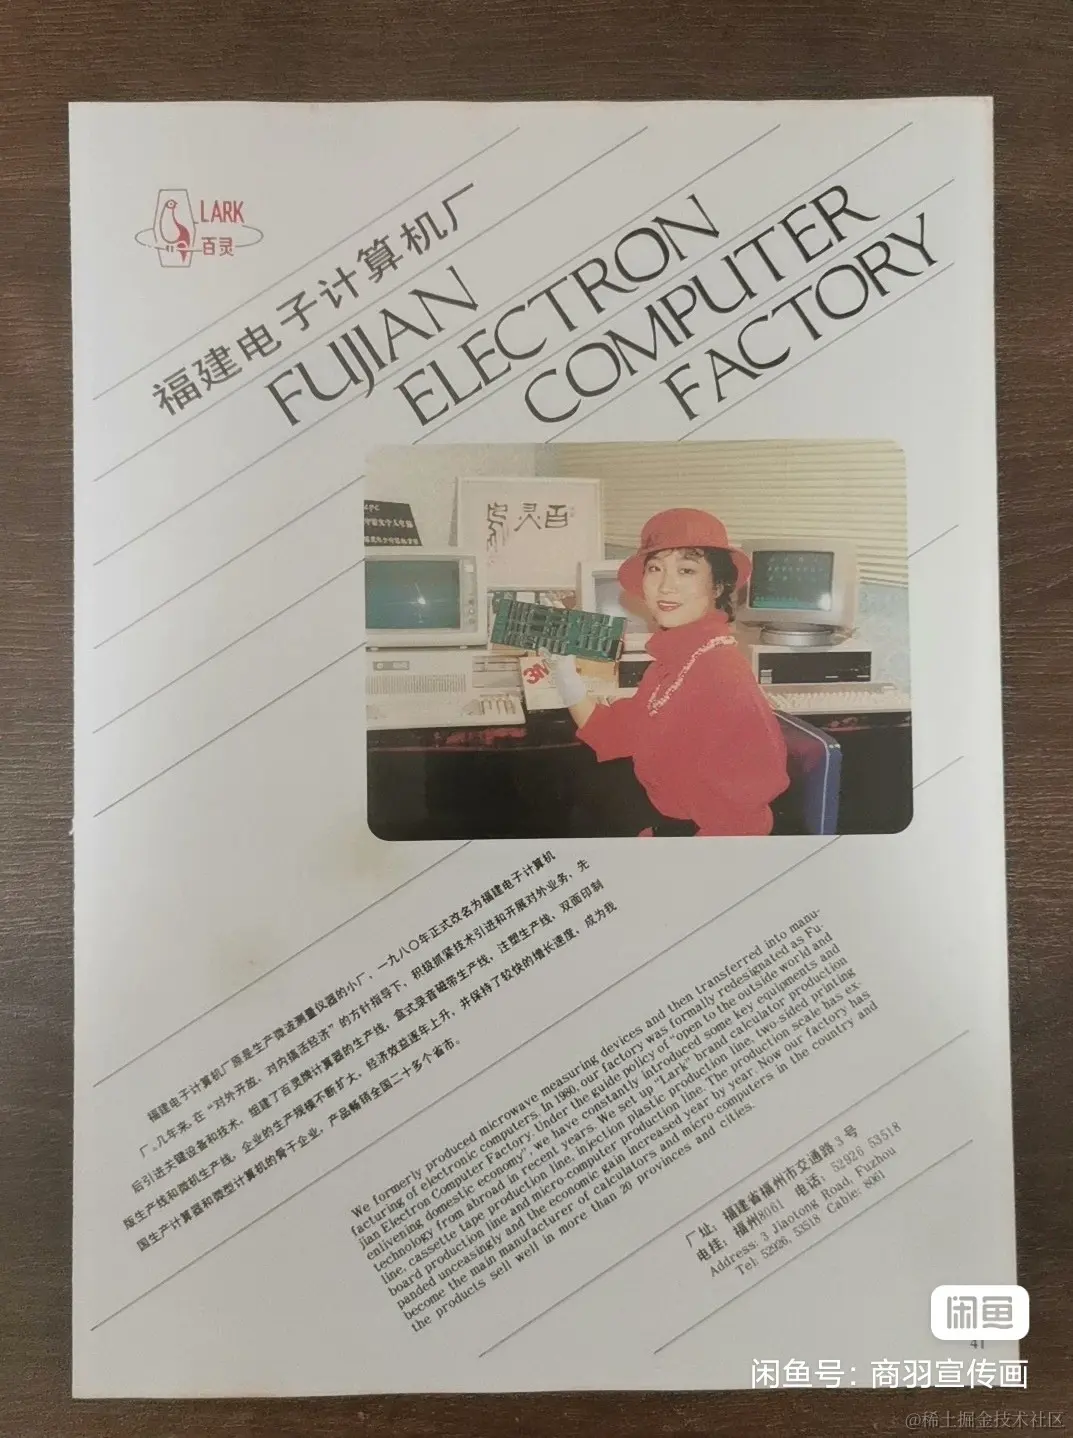 LARK
百灵
福建电子计算机厂
FUJIAN
ELECTRON
COMPUTER
FACTORY
百灵
3M
福建电子计算机厂原是生产微波测量仪器的小厂，一九八〇年正式改名为福建电子计算机
厂。几年来，在“对外开放、对内搞活经济”的方针指导下，积极抓紧技术引进和开展对外业务，先
后引进关键设备和技术，组建了百灵牌计算器的生产线，盒式录音磁带生产线，注塑生产线，双面印制
版生产线和微机生产线，企业的生产规模不断扩大、经济效益逐年上升，并保持了较快的增长速度，成为我
国生产计算器和微型计算机的骨干企业，产品畅销全国二十多个省市。
We formerly produced microwave measuring devices and then transferred into manu-
facturing of electronic computers. In 1980, our factory was formally redesignated as Fu-
jian Electron Computer Factory. Under the guide policy of "open to the outside world and
enlivening domestic economy", we have constantly introduced some key equipments and
technology from abroad in recent years. We set up "Lark" brand calculator production
line, cassette tape production line, injection plastic production line, two-sided printing
board production line and micro-computer production line. The production scale has ex-
panded unceasingly and the economic gain increased year by year. Now our factory has
become the main manufacturer of calculators and micro computers in the country and
the products sell well in more than 20 provinces and cities.
厂址：福建省福州市交通路3号
电挂：福州8061 电话：52926 53518
Address: 3 Jiaotong Road, Fuzhou
Tel: 52926, 53518 Cable: 8061
闲鱼
41
闲鱼号：商羽宣传画
@稀土掘金技术社区